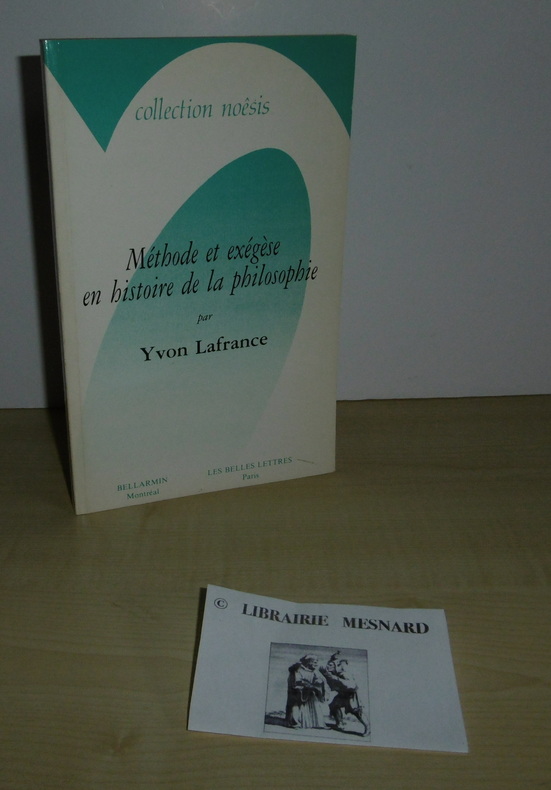 collection noêsis
Méthode et exégèse
en histoire de la philosophie
par
Yvon Lafrance
BELLARMIN
Montréal
LES BELLES LETTRES
Paris
© LIBRAIRIE MESNARD